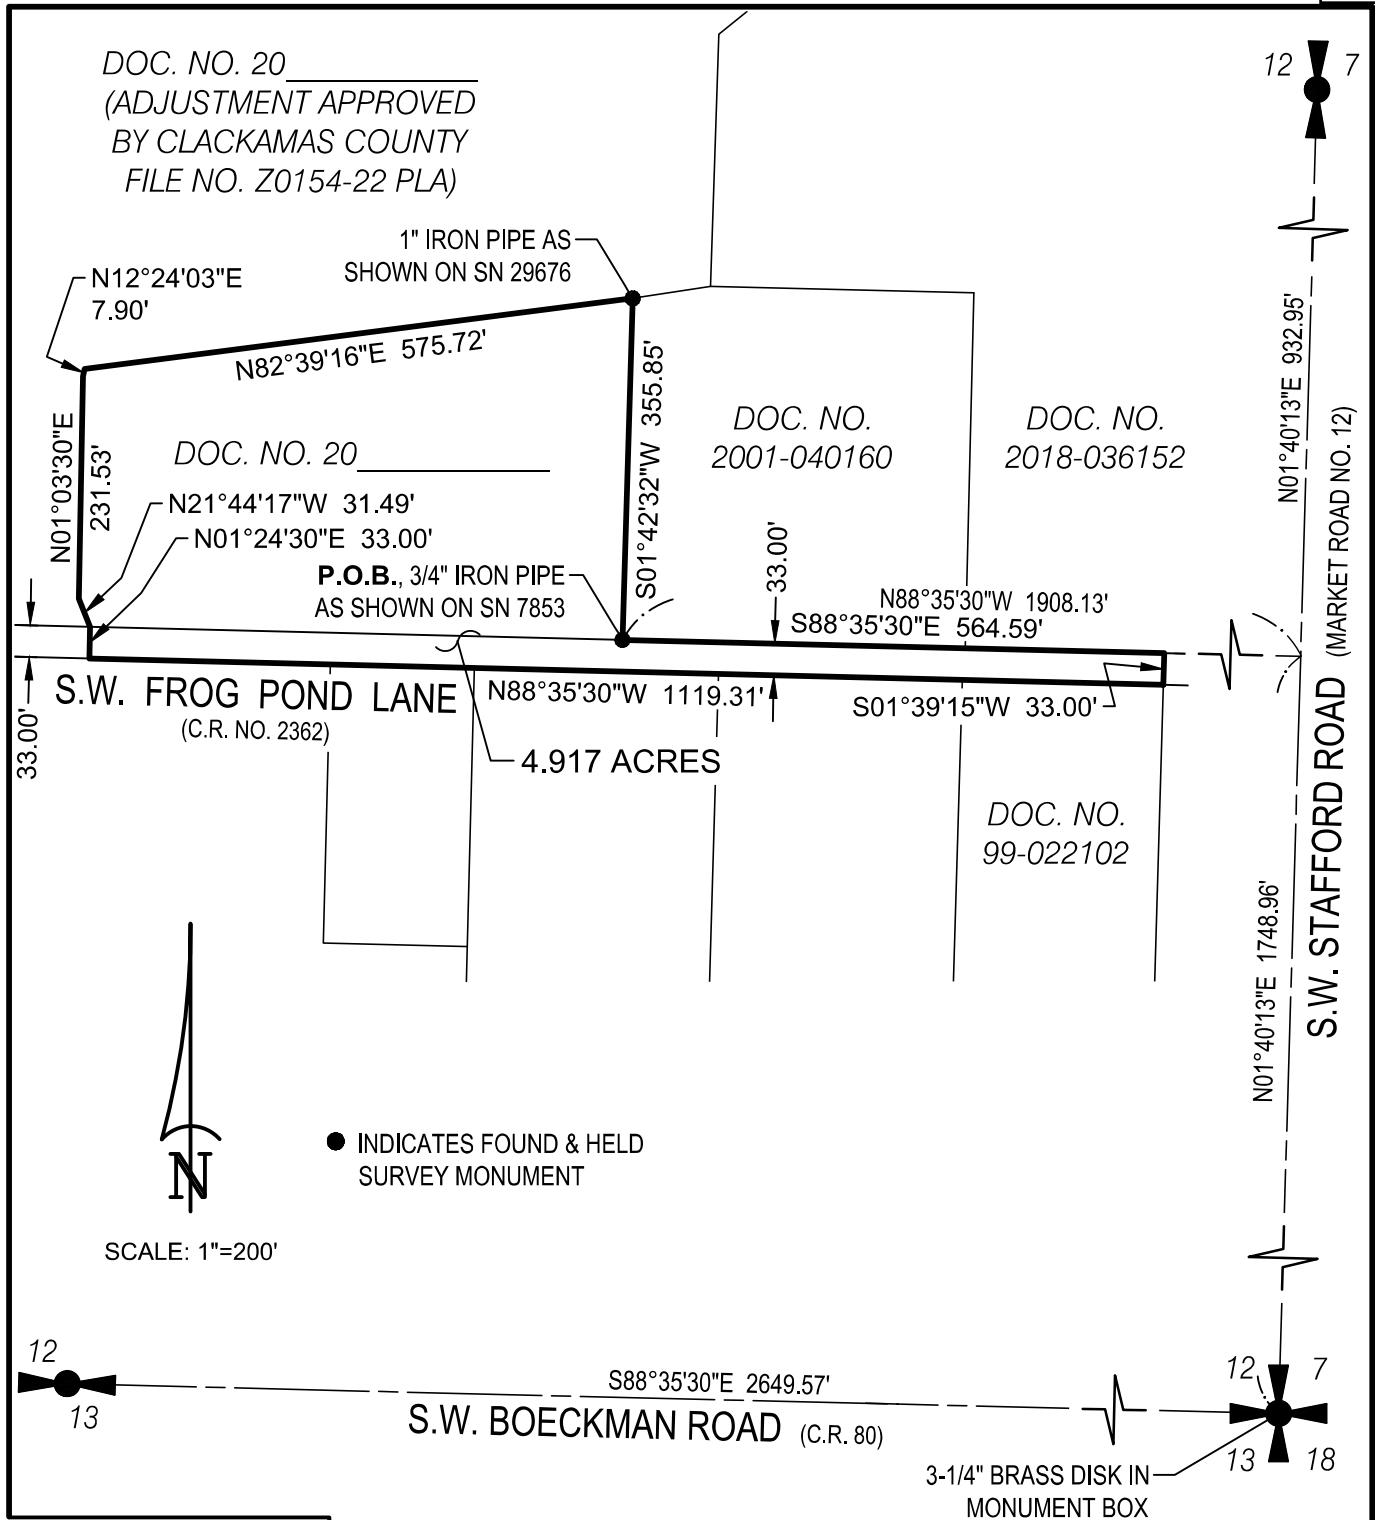 DOC. NO. 20
(ADJUSTMENT APPROVED
BY CLACKAMAS COUNTY
FILE NO. Z0154-22 PLA)
12 7
1" IRON PIPE AS
SHOWN ON SN 29676
N12°24'03"E
7.90'
N82°39'16"E 575.72'
N01°03'30"E
231.53'
DOC. NO. 20
N21°44'17"W 31.49'
N01°24'30"E 33.00'
P.O.B., 3/4" IRON PIPE
AS SHOWN ON SN 7853
S01°42'32"W 355.85'
DOC. NO.
2001-040160
DOC. NO.
2018-036152
N01°40'13"E 932.95'
33.00'
N88°35'30"W 1908.13'
S88°35'30"E 564.59'
S.W. FROG POND LANE
(C.R. NO. 2362)
33.00'
N88°35'30"W 1119.31'
S01°39'15"W 33.00'
4.917 ACRES
DOC. NO.
99-022102
S.W. STAFFORD ROAD (MARKET ROAD NO. 12)
N01°40'13"E 1748.96'
N
INDICATES FOUND & HELD
SURVEY MONUMENT
SCALE: 1"=200'
12
13
S88°35'30"E 2649.57'
S.W. BOECKMAN ROAD (C.R. 80)
12 7
13 18
3-1/4" BRASS DISK IN
MONUMENT BOX